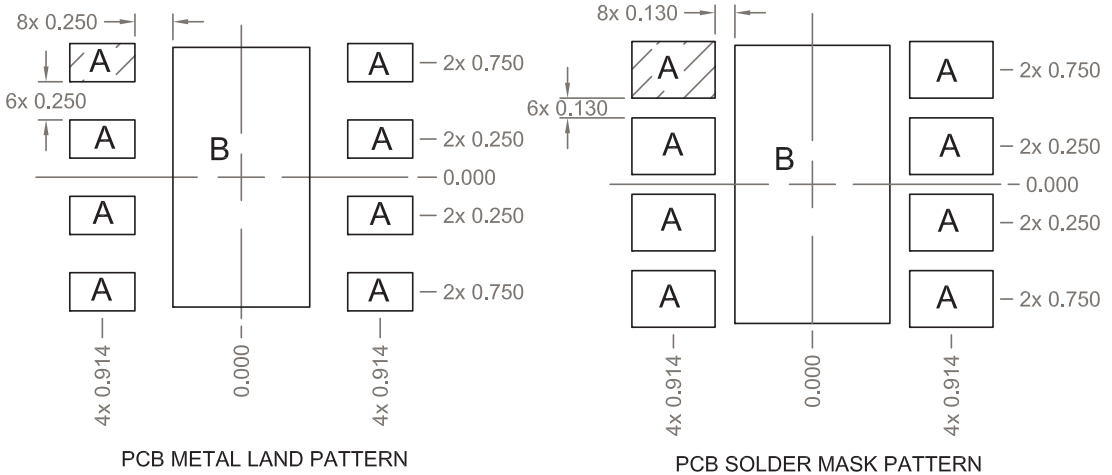 8x 0.250
A
A
2x 0.750
6x 0.250
A
B
A
2x 0.250
0.000
A
A
2x 0.250
A
A
2x 0.750
4x 0.914
0.000
4x 0.914
PCB METAL LAND PATTERN
8x 0.130
A
A
2x 0.750
6x 0.130
A
B
A
2x 0.250
0.000
A
A
2x 0.250
A
A
2x 0.750
4x 0.914
0.000
4x 0.914
PCB SOLDER MASK PATTERN